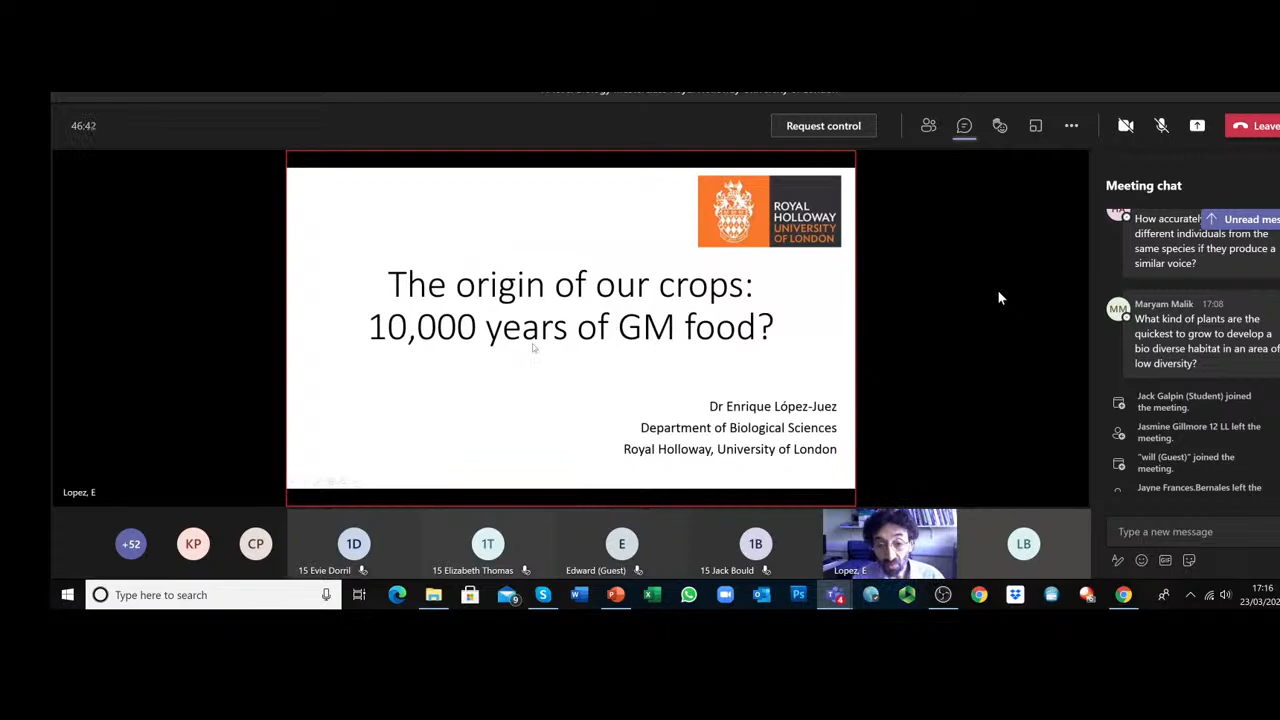 46:42
Request control
Leave
ROYAL
HOLLOWAY
UNIVERSITY
OF LONDON
The origin of our crops:
10,000 years of GM food?
Dr Enrique López-Juez
Department of Biological Sciences
Royal Holloway, University of London
Lopez, E
Meeting chat
Unread mes
How accurately
different individuals from the
same species if they produce a
similar voice?
MM
Maryam Malik 17:08
What kind of plants are the
quickest to grow to develop a
bio diverse habitat in an area of
low diversity?
Jack Galpin (Student) joined
the meeting.
Jasmine Gillmore 12 LL left the
meeting.
"will (Guest)" joined the
meeting.
Jayne Frances.Bernales left the
Type a new message
GIF
+52
KP
CP
1D
15 Evie Dorril
1T
15 Elizabeth Thomas
E
Edward (Guest)
1B
15 Jack Bould
Lopez, E
LB
Type here to search
9
4
17:16
23/03/202